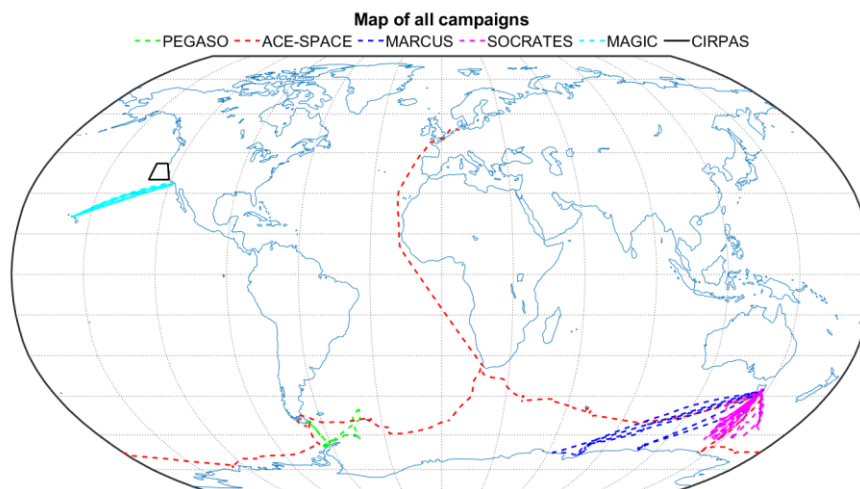 Map of all campaigns
PEGASO ACE-SPACE MARCUS SOCRATES MAGIC CIRPAS